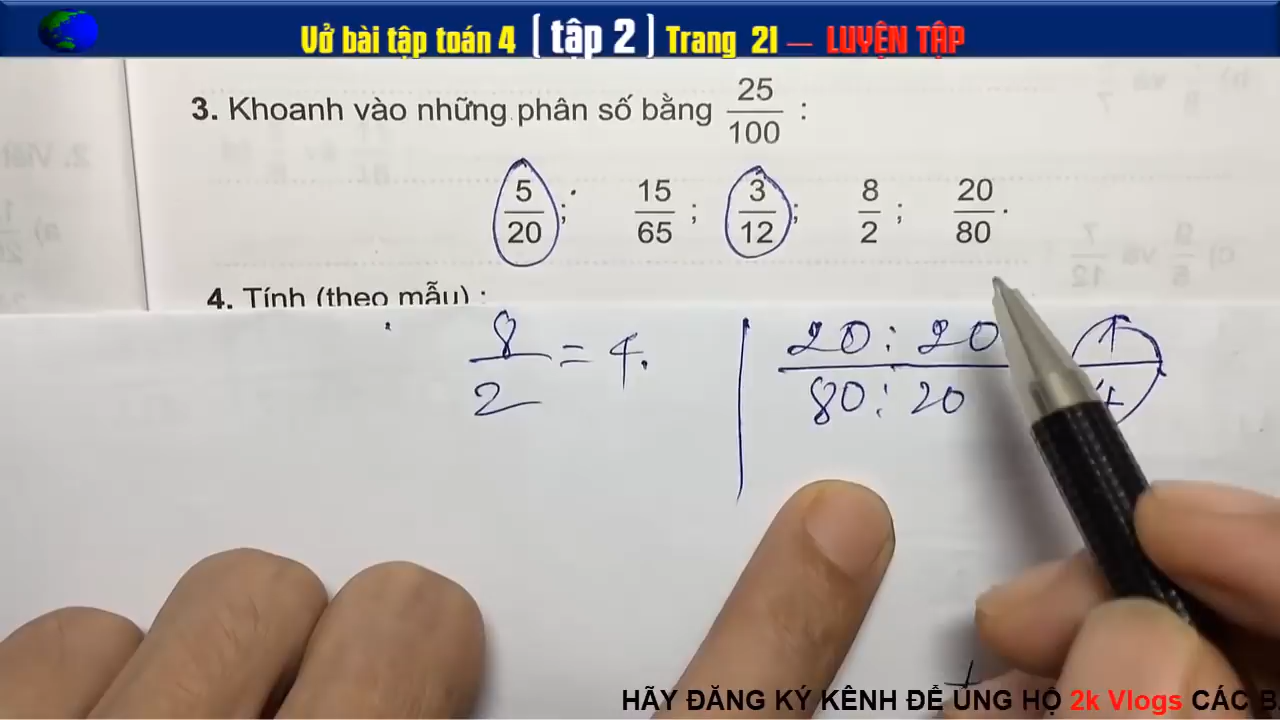 Vở bài tập toán 4 ( tập 2 ) Trang 21 – LUYỆN TẬP
3. Khoanh vào những phân số bằng 25/100 :
5/20 ; 15/65 ; 3/12 ; 8/2 ; 20/80 .
4. Tính (theo mẫu) :
8/2 = 4.
20 : 20 / 80 : 20
1/4
HÃY ĐĂNG KÝ KÊNH ĐỂ ỦNG HỘ 2k Vlogs CÁC